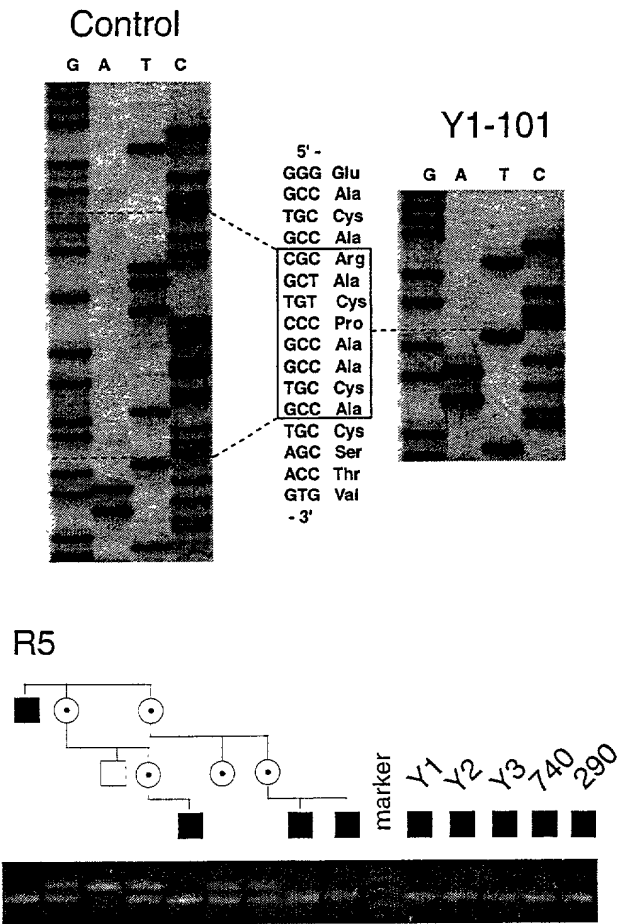 Control
G A T C
Y1-101
G A T C
5' -
GGG Glu
GCC Ala
TGC Cys
GCC Ala
CGC Arg
GCT Ala
TGT Cys
CCC Pro
GCC Ala
GCC Ala
TGC Cys
GCC Ala
TGC Cys
AGC Ser
ACC Thr
GTG Val
- 3'
R5
marker
Y1
Y2
Y3
740
290